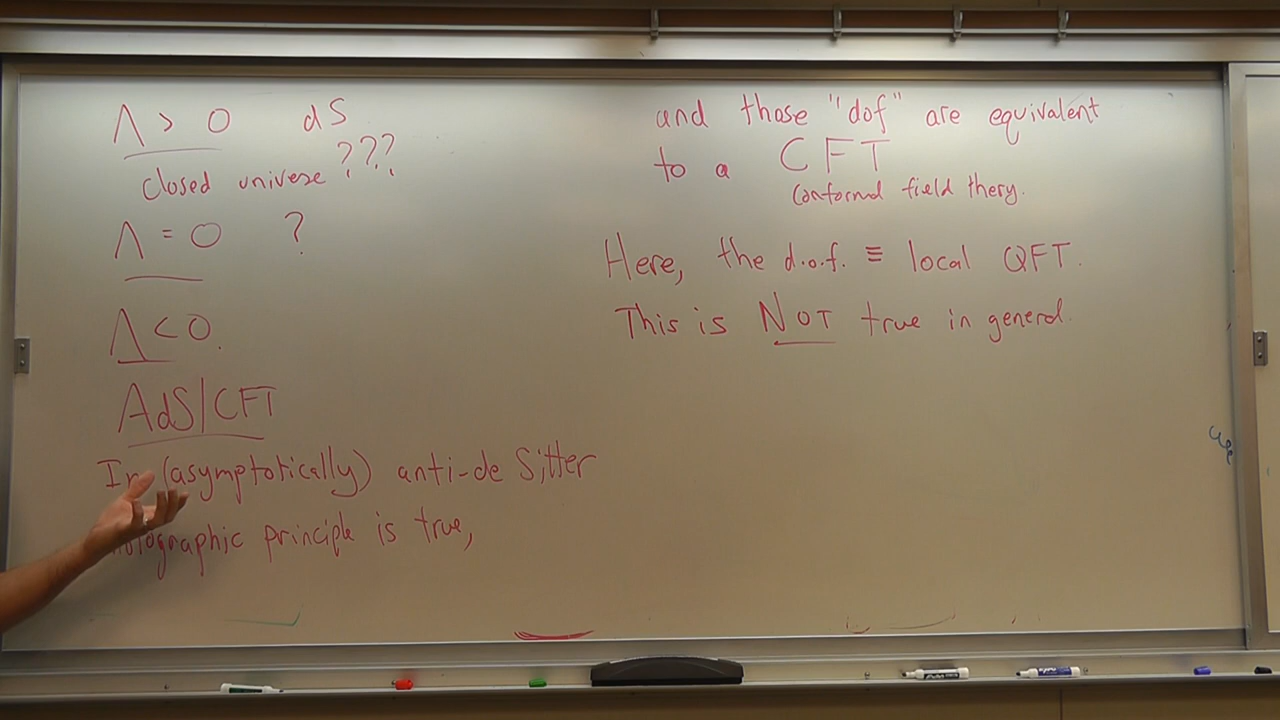 Λ > 0 dS
closed universe ???
Λ = 0 ?
Λ < 0.
AdS/CFT
In (asymptotically) anti-de Sitter
holographic principle is true,
and those "dof" are equivalent
to a CFT
conformal field thery.
Here, the d.o.f. ≡ local QFT.
This is NOT true in general.